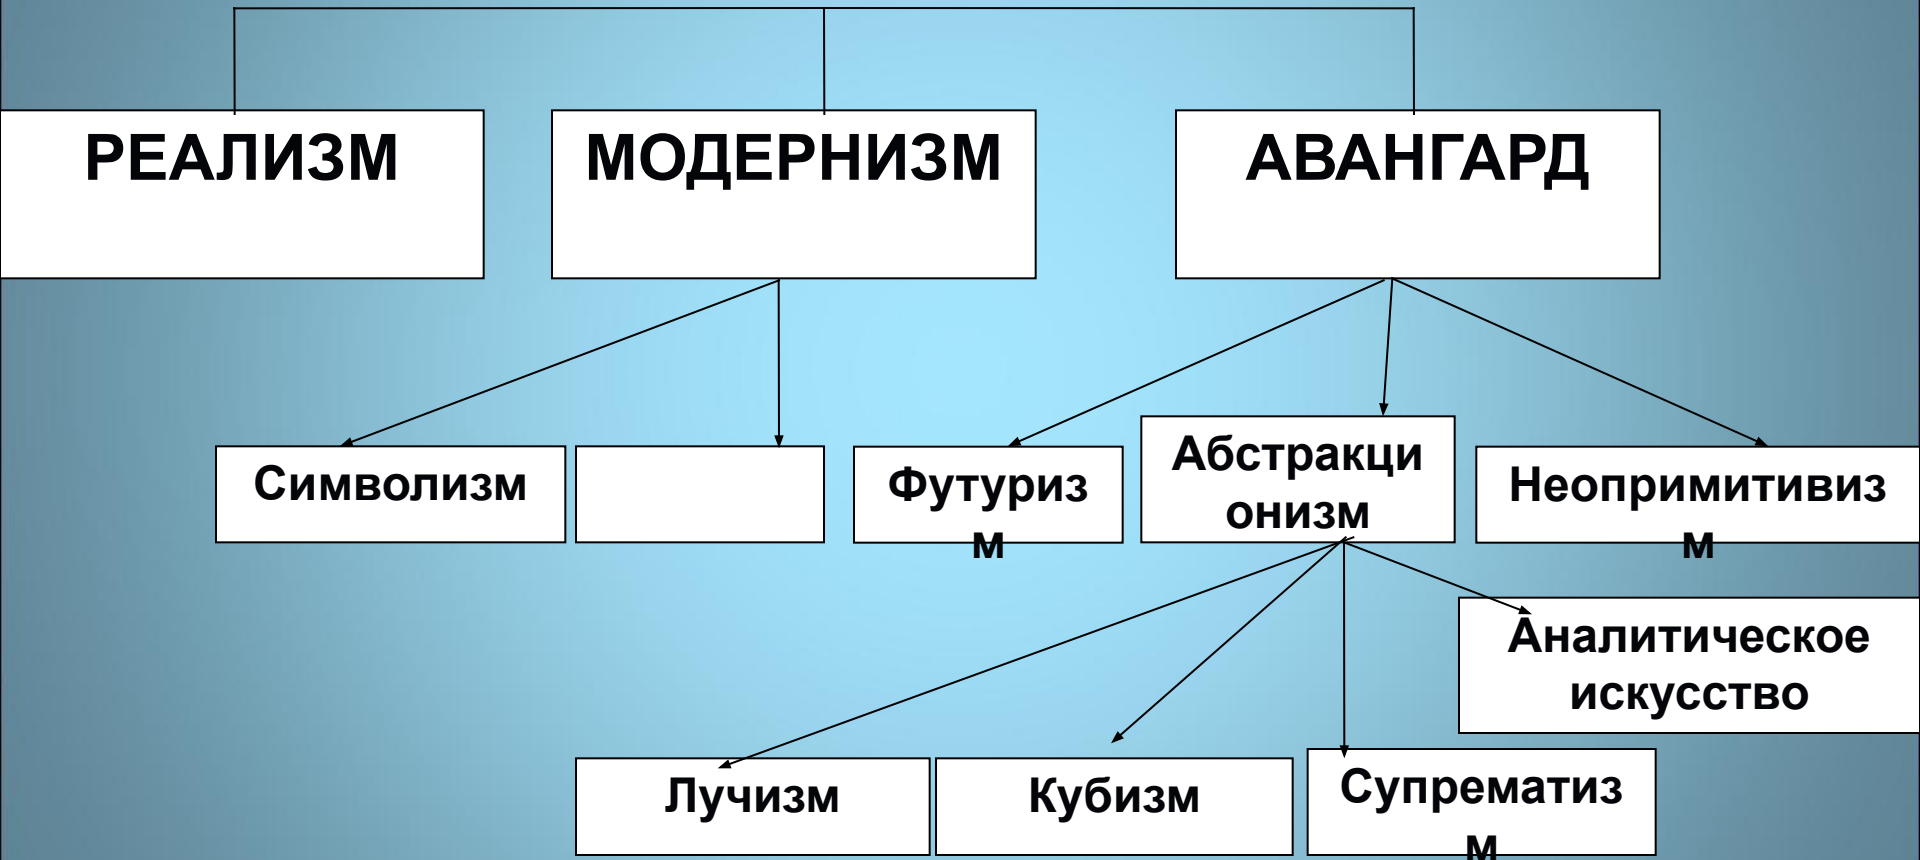 РЕАЛИЗМ
МОДЕРНИЗМ
АВАНГАРД
Символизм
Футуриз
м
Абстракци
онизм
Неопримитивиз
м
Аналитическое
искусство
Лучизм
Кубизм
Супрематиз
м